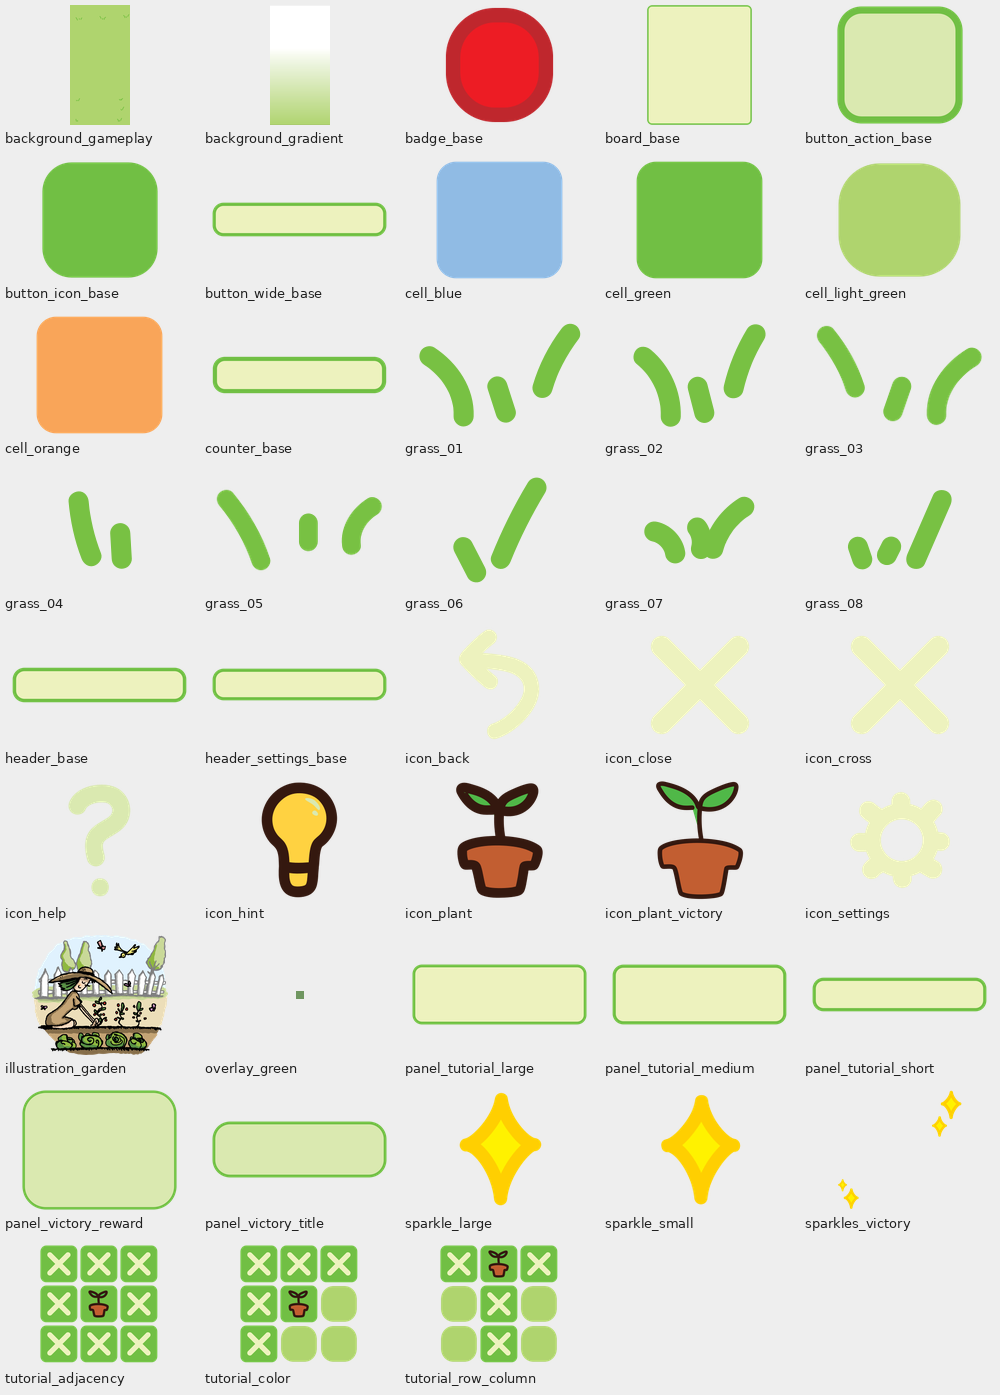 background_gameplay
background_gradient
badge_base
board_base
button_action_base
button_icon_base
button_wide_base
cell_blue
cell_green
cell_light_green
cell_orange
counter_base
grass_01
grass_02
grass_03
grass_04
grass_05
grass_06
grass_07
grass_08
header_base
header_settings_base
icon_back
icon_close
icon_cross
icon_help
icon_hint
icon_plant
icon_plant_victory
icon_settings
illustration_garden
overlay_green
panel_tutorial_large
panel_tutorial_medium
panel_tutorial_short
panel_victory_reward
panel_victory_title
sparkle_large
sparkle_small
sparkles_victory
tutorial_adjacency
tutorial_color
tutorial_row_column